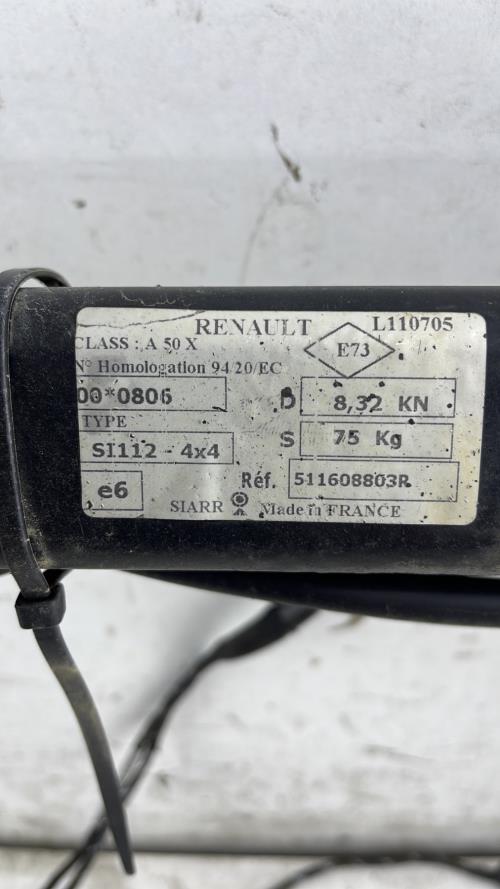 RENAULT L110705
CLASS : A 50 X E73
N° Homologation 94/20/EC
00*0806 D 8,32 KN
TYPE S 75 Kg
SI112 - 4x4
e6 Réf. 511608803R
SIARR Made in FRANCE